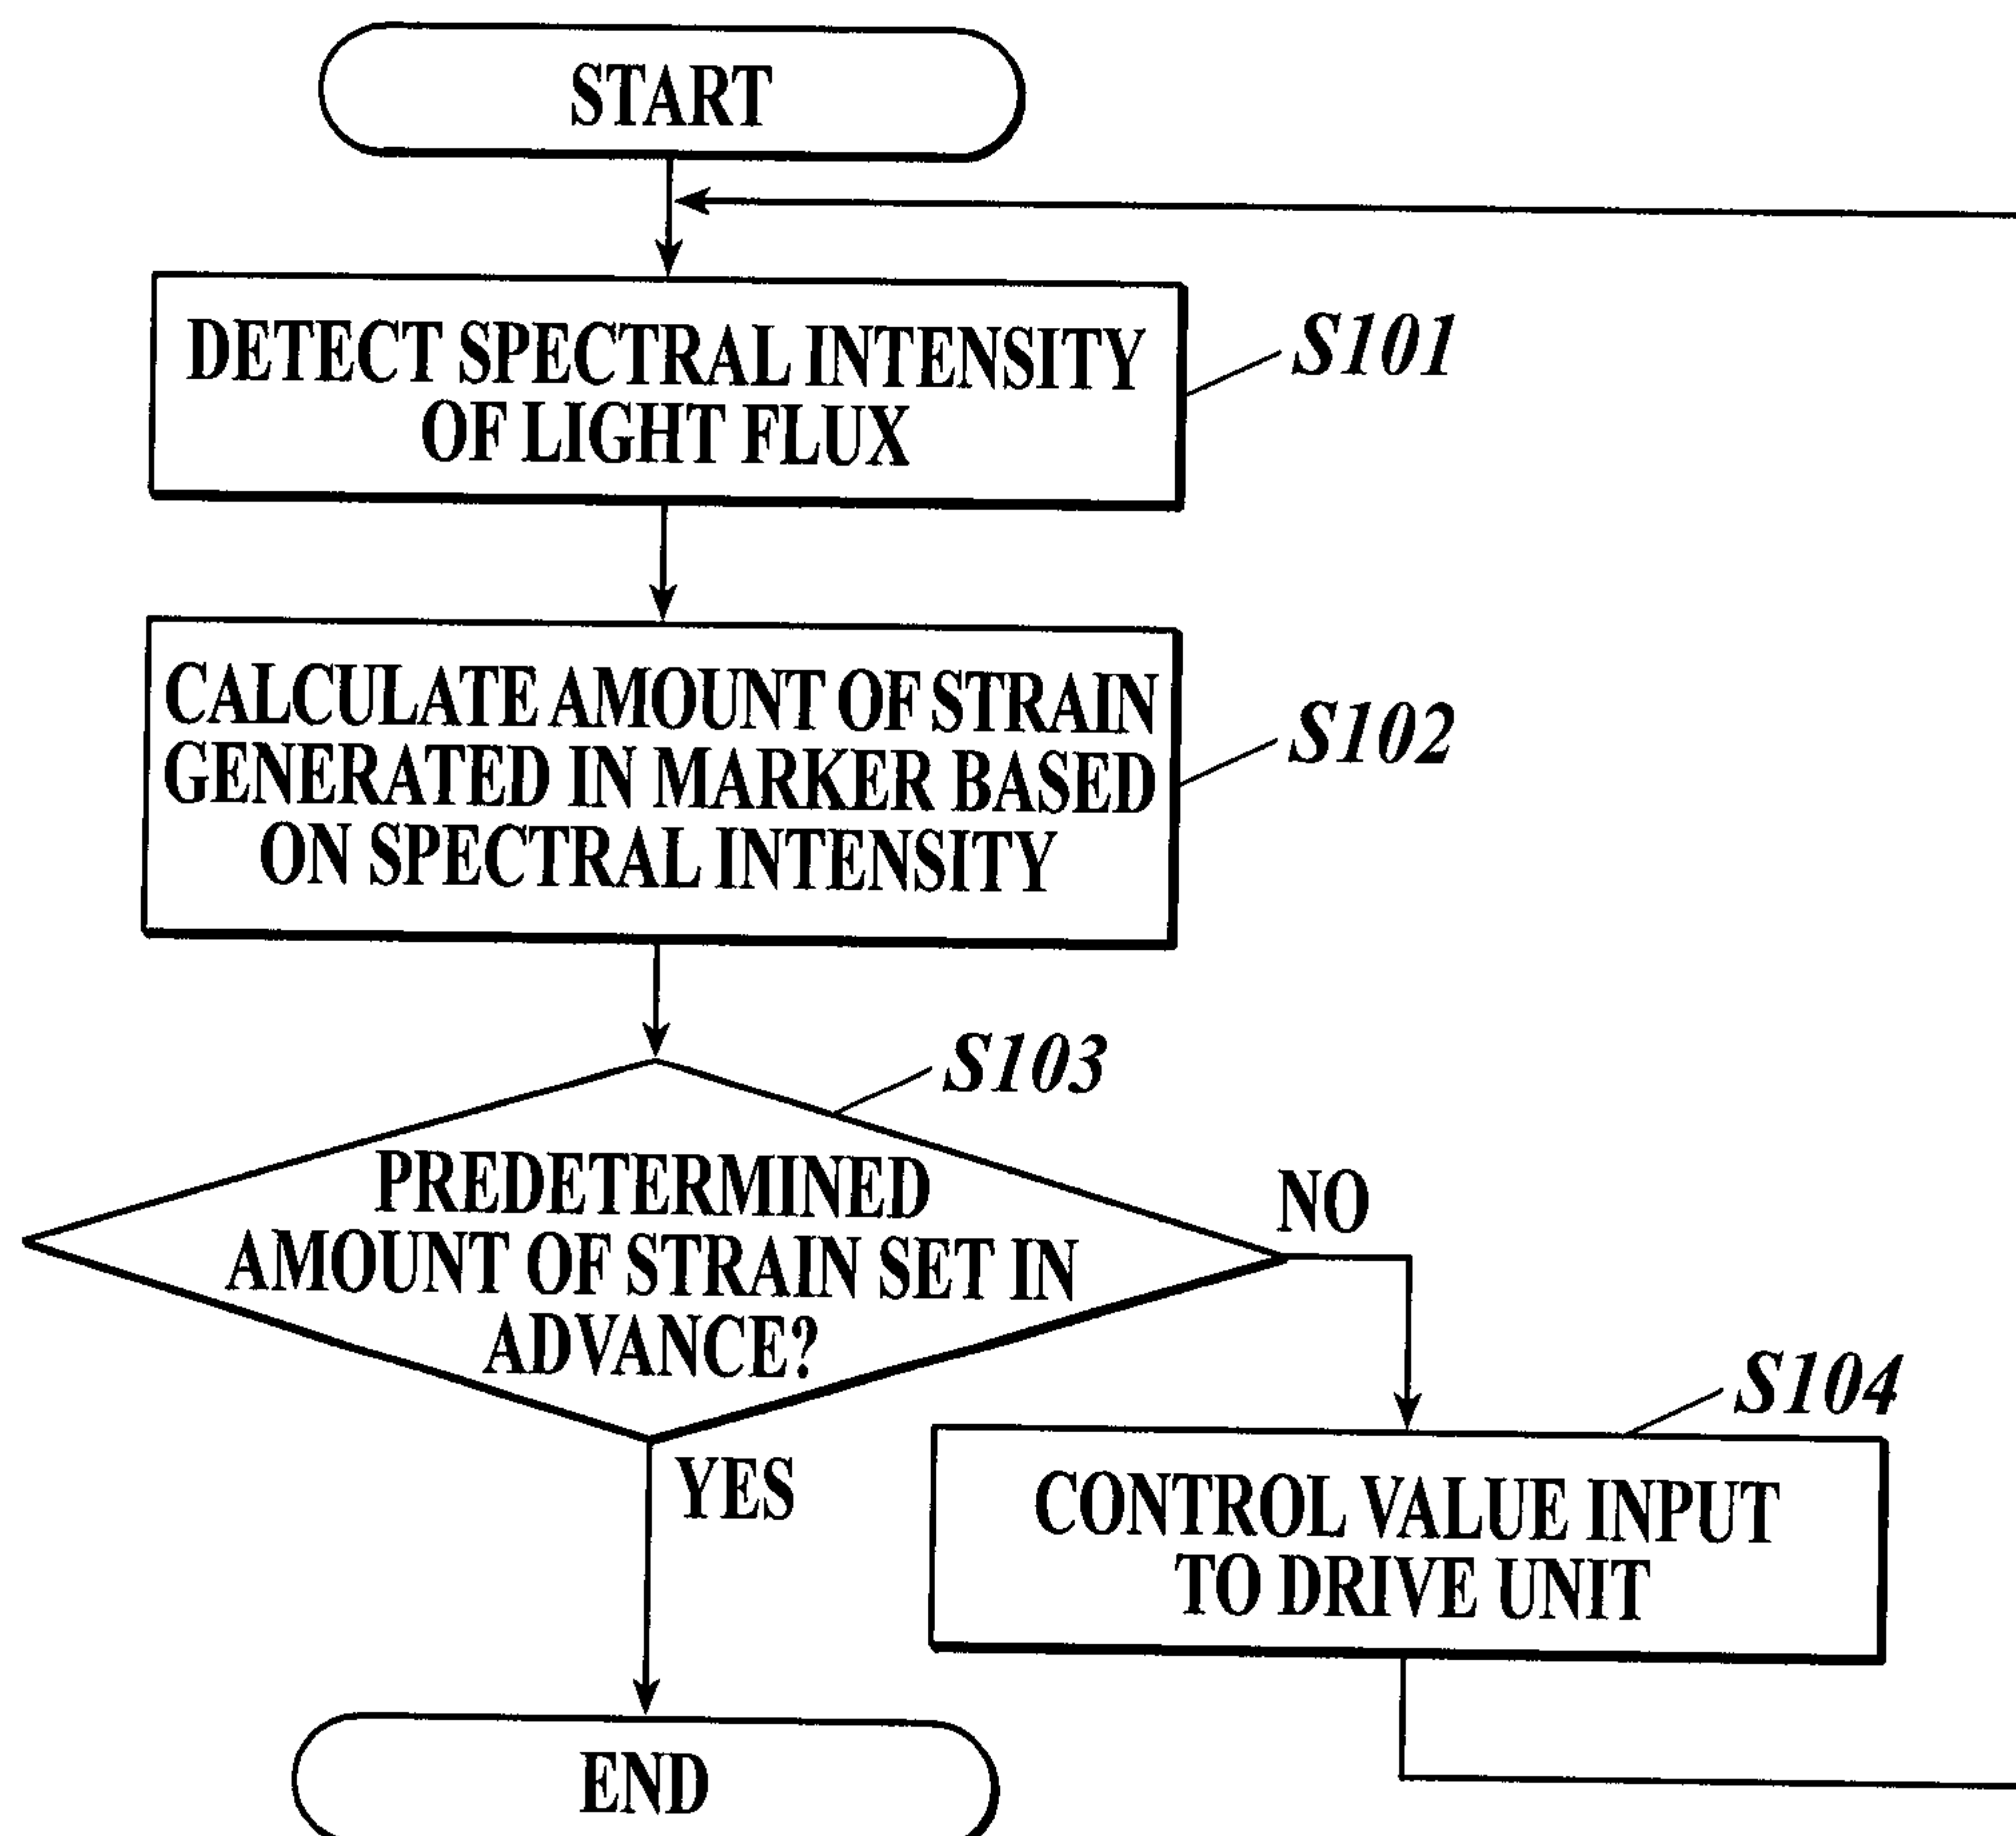 START
DETECT SPECTRAL INTENSITY
OF LIGHT FLUX
S101
CALCULATE AMOUNT OF STRAIN
GENERATED IN MARKER BASED
ON SPECTRAL INTENSITY
S102
S103
PREDETERMINED
AMOUNT OF STRAIN SET IN
ADVANCE?
NO
YES
S104
CONTROL VALUE INPUT
TO DRIVE UNIT
END